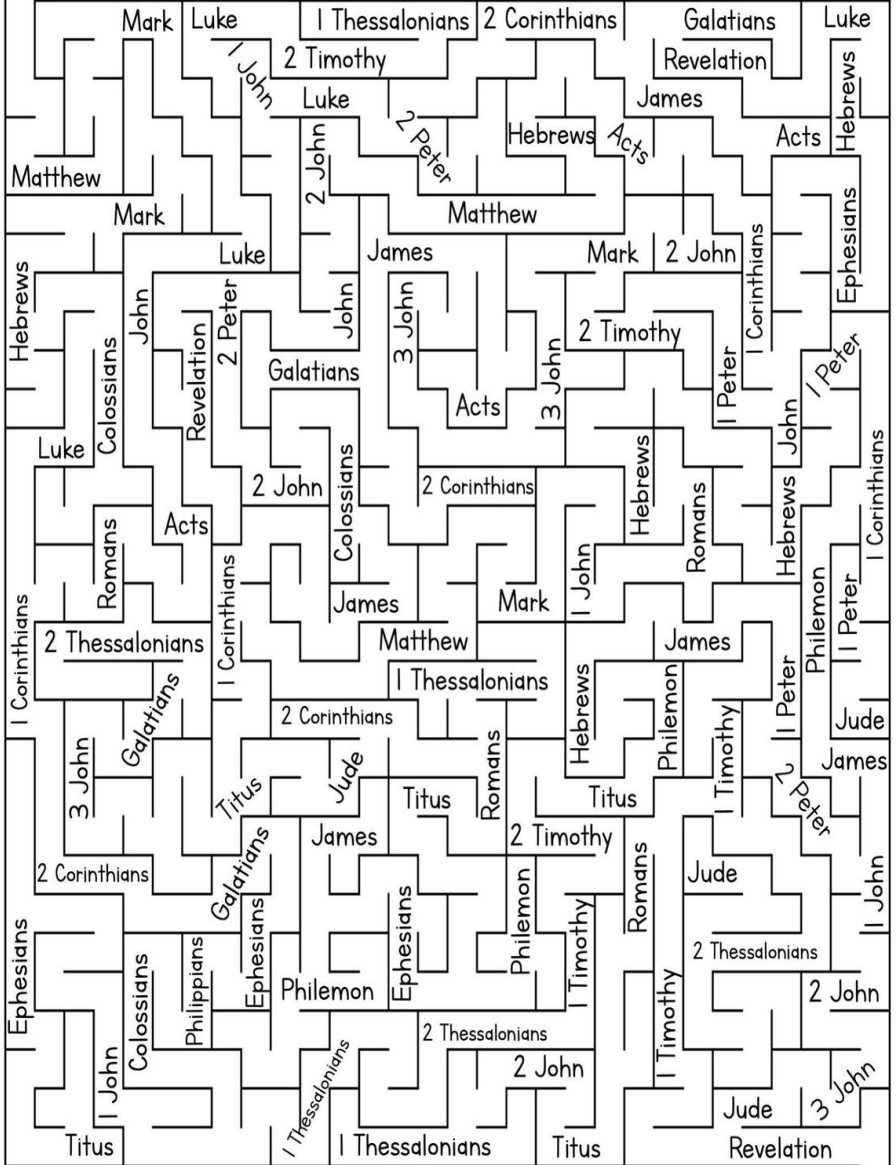 Mark
Luke
1 Thessalonians
2 Corinthians
Galatians
Luke
1 John
2 Timothy
Revelation
Hebrews
Luke
James
2 John
2 Peter
Hebrews
Acts
Acts
Matthew
Mark
Matthew
Ephesians
Luke
James
Mark
2 John
1 Corinthians
Hebrews
John
2 Peter
John
3 John
2 Timothy
Colossians
Revelation
Galatians
3 John
1 Peter
1 Peter
Acts
John
Luke
Colossians
Hebrews
1 Corinthians
2 John
2 Corinthians
Romans
Hebrews
Acts
Romans
1 John
1 Corinthians
James
Mark
Philemon
1 Peter
1 Corinthians
2 Thessalonians
Matthew
James
1 Thessalonians
Galatians
Hebrews
Philemon
1 Peter
2 Corinthians
1 Timothy
Jude
3 John
Jude
Romans
James
Titus
Titus
Titus
2 Peter
James
2 Timothy
2 Corinthians
Galatians
Romans
Jude
1 John
Ephesians
Philemon
Ephesians
Ephesians
1 Timothy
2 Thessalonians
Colossians
Philippians
Philemon
1 Timothy
2 John
2 Thessalonians
1 John
1 Thessalonians
2 John
3 John
Jude
Titus
1 Thessalonians
Titus
Revelation